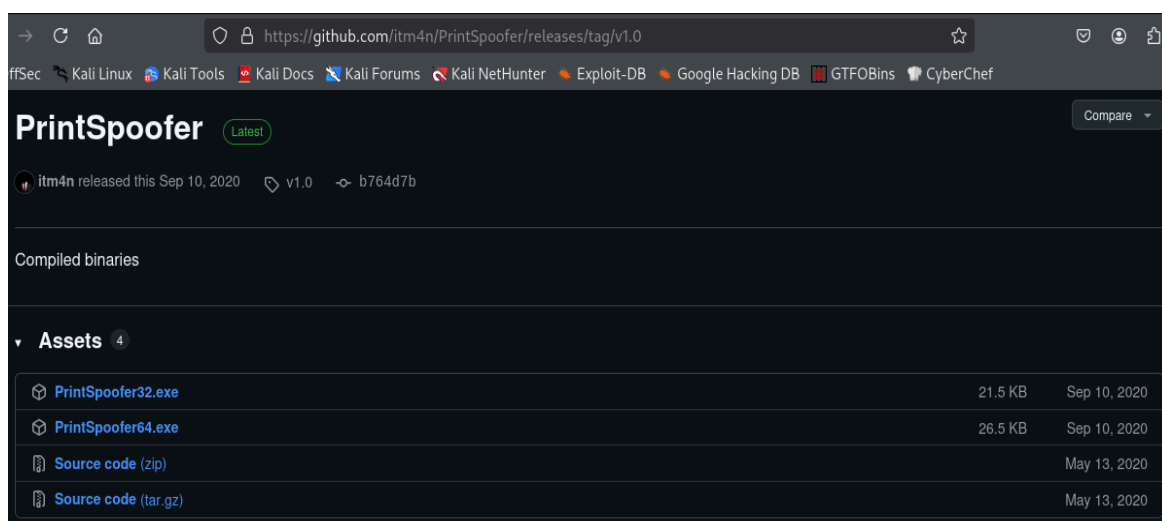 https://github.com/itm4n/PrintSpoofer/releases/tag/v1.0
ffSec Kali Linux Kali Tools Kali Docs Kali Forums Kali NetHunter Exploit-DB Google Hacking DB GTFOBins CyberChef
PrintSpoofer Latest Compare
itm4n released this Sep 10, 2020 v1.0 b764d7b
Compiled binaries
Assets 4
PrintSpoofer32.exe 21.5 KB Sep 10, 2020
PrintSpoofer64.exe 26.5 KB Sep 10, 2020
Source code (zip) May 13, 2020
Source code (tar.gz) May 13, 2020